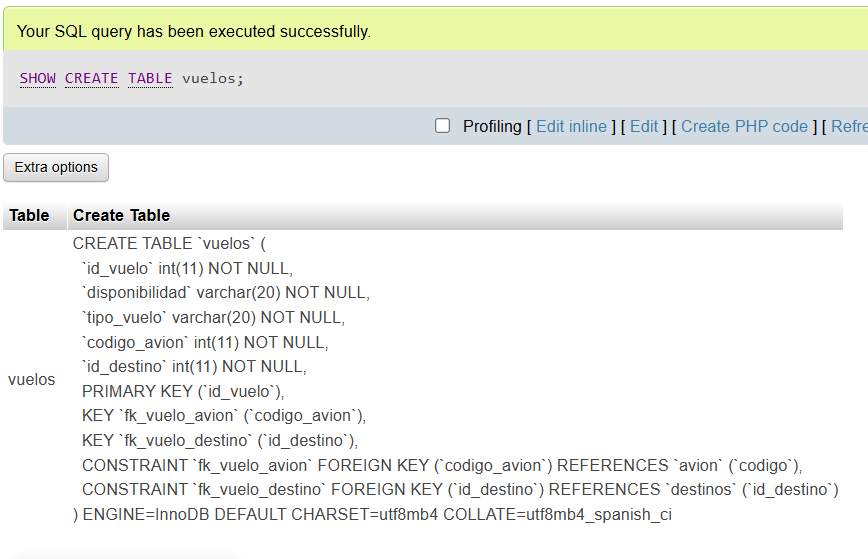 Your SQL query has been executed successfully.
SHOW CREATE TABLE vuelos;
Profiling [ Edit inline ] [ Edit ] [ Create PHP code ] [ Refre
Extra options
Table Create Table
CREATE TABLE `vuelos` (
`id_vuelo` int(11) NOT NULL,
`disponibilidad` varchar(20) NOT NULL,
`tipo_vuelo` varchar(20) NOT NULL,
`codigo_avion` int(11) NOT NULL,
`id_destino` int(11) NOT NULL,
vuelos
PRIMARY KEY (`id_vuelo`),
KEY `fk_vuelo_avion` (`codigo_avion`),
KEY `fk_vuelo_destino` (`id_destino`),
CONSTRAINT `fk_vuelo_avion` FOREIGN KEY (`codigo_avion`) REFERENCES `avion` (`codigo`),
CONSTRAINT `fk_vuelo_destino` FOREIGN KEY (`id_destino`) REFERENCES `destinos` (`id_destino`)
) ENGINE=InnoDB DEFAULT CHARSET=utf8mb4 COLLATE=utf8mb4_spanish_ci